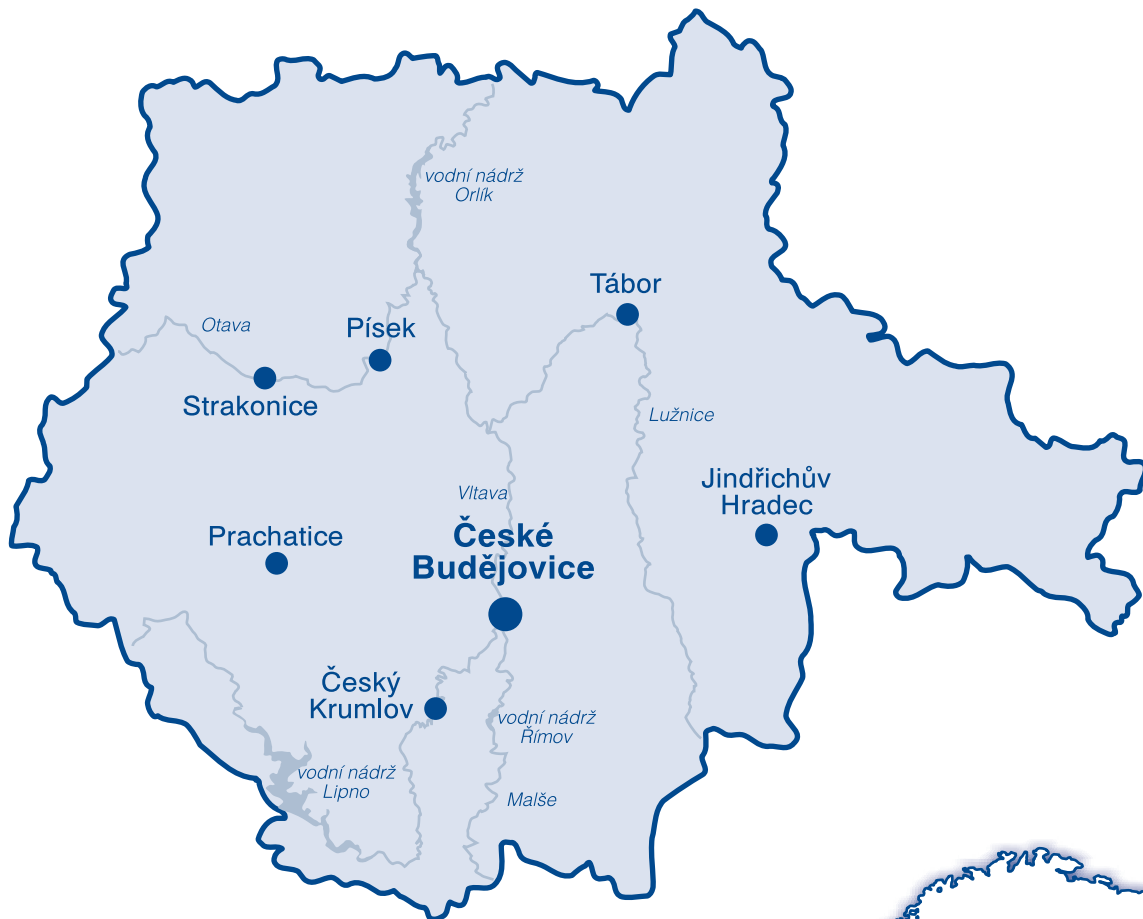 vodní nádrž
Orlík
Tábor
Otava
Písek
Strakonice
Lužnice
Jindřichův
Hradec
Vltava
Prachatice
České
Budějovice
Český
Krumlov
vodní nádrž
Římov
vodní nádrž
Lipno
Malše